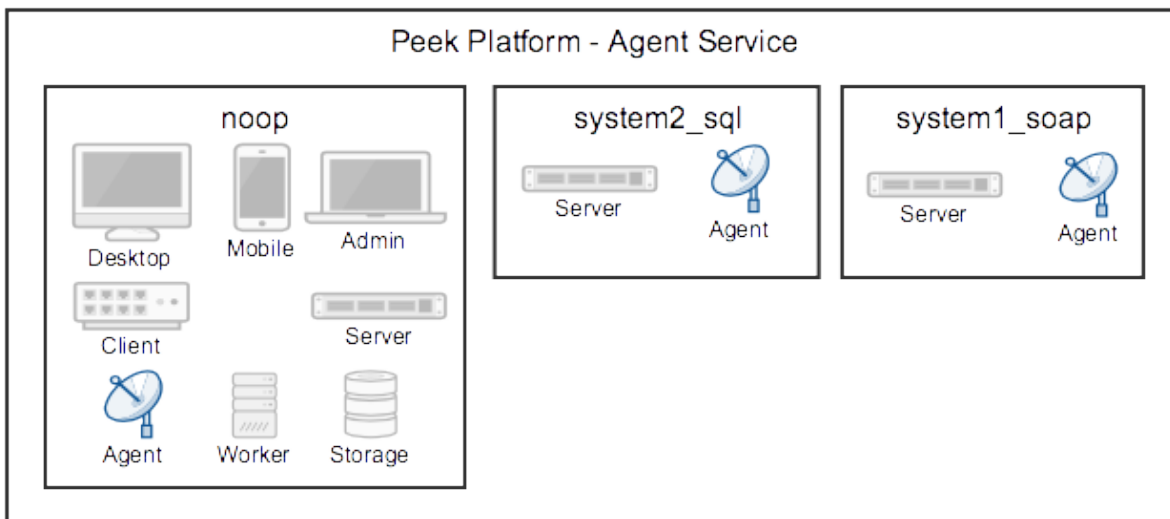 Peek Platform - Agent Service
noop
Desktop
Mobile
Admin
Client
Server
Agent
Worker
Storage
system2_sql
Server
Agent
system1_soap
Server
Agent